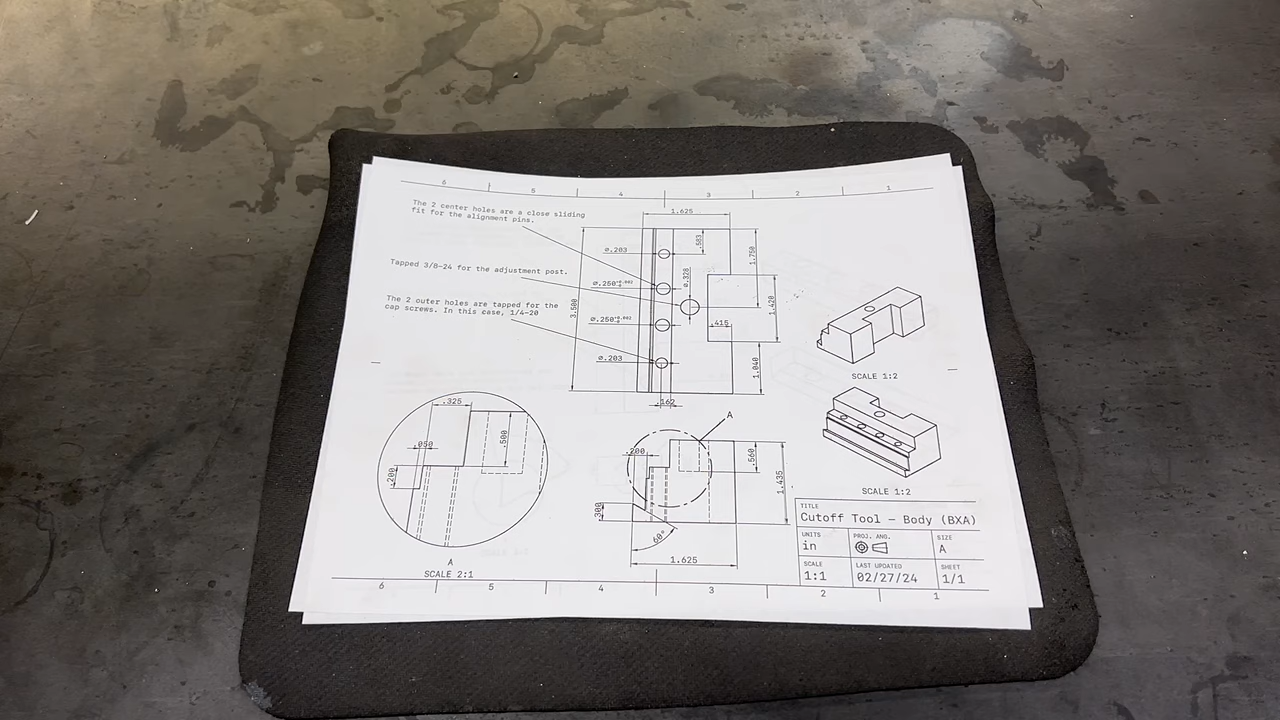 6 5 4 3 2 1
The 2 center holes are a close sliding
fit for the alignment pins.
Tapped 3/8-24 for the adjustment post.
The 2 outer holes are tapped for the
cap screws. In this case, 1/4-20
1.625
.583
1.750
⌀.203
⌀.328
⌀.250 +.002 -0
3.500
1.420
⌀.250 +.002 -0
.415
⌀.203
1.040
.162
SCALE 1:2
SCALE 1:2
.325
.050
.500
.200
A
SCALE 2:1
A
.200
.560
1.435
.300
60°
1.625
TITLE
Cutoff Tool – Body (BXA)
UNITS
in
PROJ. ANG.
SIZE
A
SCALE
1:1
LAST UPDATED
02/27/24
SHEET
1/1
6 5 4 3 2 1